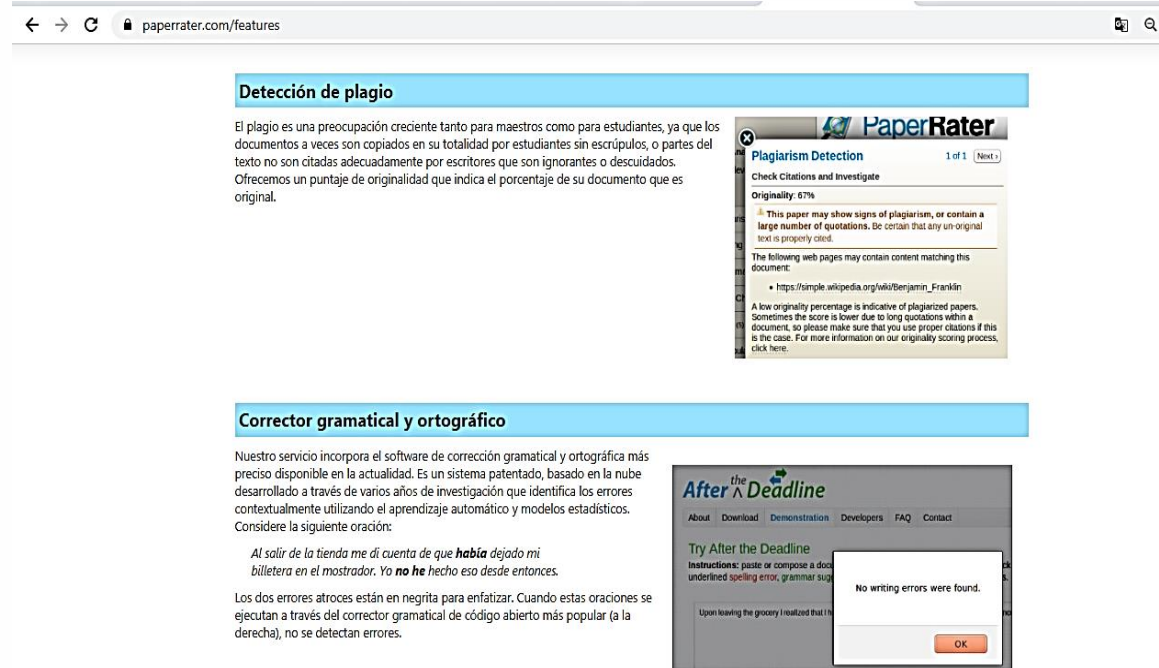 paperrater.com/features
Detección de plagio
El plagio es una preocupación creciente tanto para maestros como para estudiantes, ya que los
documentos a veces son copiados en su totalidad por estudiantes sin escrúpulos, o partes del
texto no son citadas adecuadamente por escritores que son ignorantes o descuidados.
Ofrecemos un puntaje de originalidad que indica el porcentaje de su documento que es
original.
PaperRater
Plagiarism Detection
1 of 1 Next ›
Check Citations and Investigate
Originality: 67%
This paper may show signs of plagiarism, or contain a
large number of quotations. Be certain that any un-original
text is properly cited.
The following web pages may contain content matching this
document:
• https://simple.wikipedia.org/wiki/Benjamin_Franklin
A low originality percentage is indicative of plagiarized papers.
Sometimes the score is lower due to long quotations within a
document, so please make sure that you use proper citations if this
is the case. For more information on our originality scoring process,
click here.
Corrector gramatical y ortográfico
Nuestro servicio incorpora el software de corrección gramatical y ortográfica más
preciso disponible en la actualidad. Es un sistema patentado, basado en la nube
desarrollado a través de varios años de investigación que identifica los errores
contextualmente utilizando el aprendizaje automático y modelos estadísticos.
Considere la siguiente oración:
Al salir de la tienda me di cuenta de que había dejado mi
billetera en el mostrador. Yo no he hecho eso desde entonces.
Los dos errores atroces están en negrita para enfatizar. Cuando estas oraciones se
ejecutan a través del corrector gramatical de código abierto más popular (a la
derecha), no se detectan errores.
After the Deadline
About Download Demonstration Developers FAQ Contact
Try After the Deadline
Instructions: paste or compose a
underlined spelling error, grammar
Upon leaving the grocery I realized that I
No writing errors were found.
OK